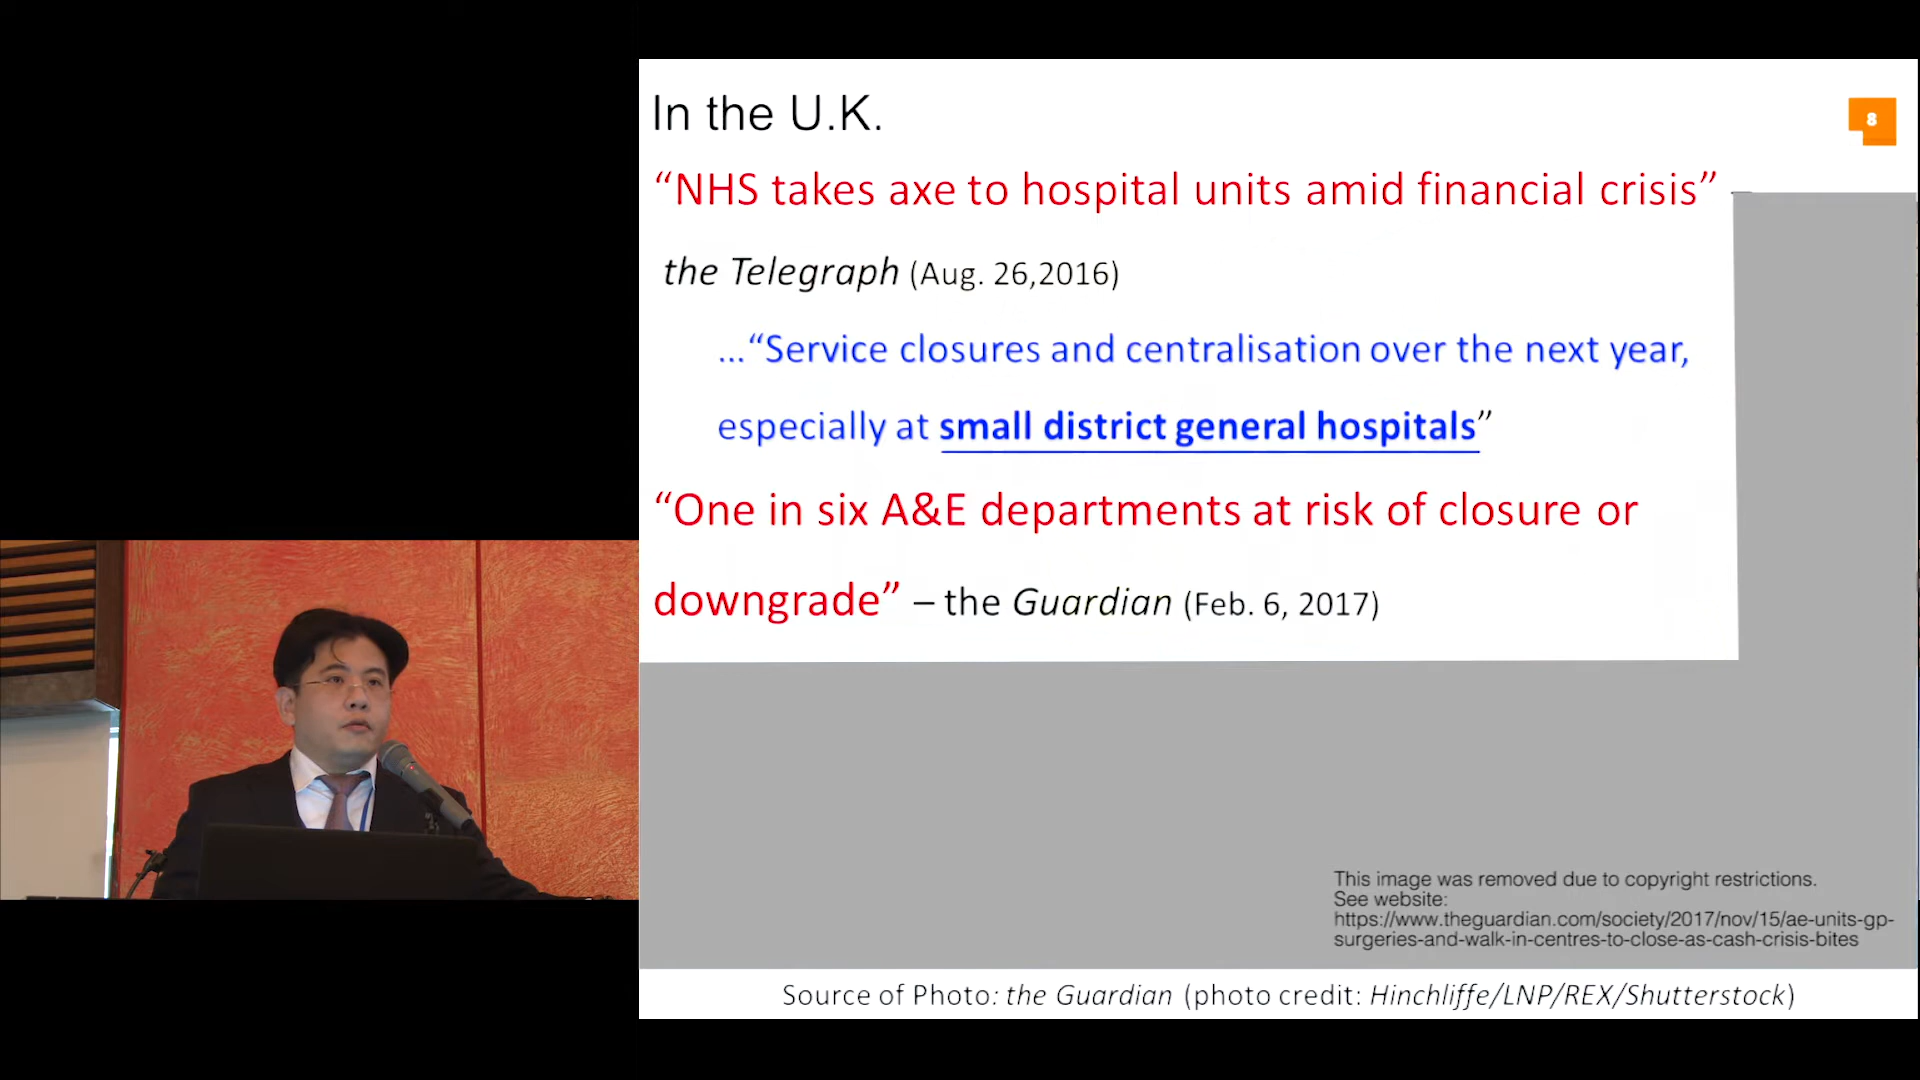 In the U.K.
8
“NHS takes axe to hospital units amid financial crisis”
the Telegraph (Aug. 26,2016)
...“Service closures and centralisation over the next year,
especially at small district general hospitals”
“One in six A&E departments at risk of closure or
downgrade” – the Guardian (Feb. 6, 2017)
This image was removed due to copyright restrictions.
See website:
https://www.theguardian.com/society/2017/nov/15/ae-units-gp-
surgeries-and-walk-in-centres-to-close-as-cash-crisis-bites
Source of Photo: the Guardian (photo credit: Hinchliffe/LNP/REX/Shutterstock)